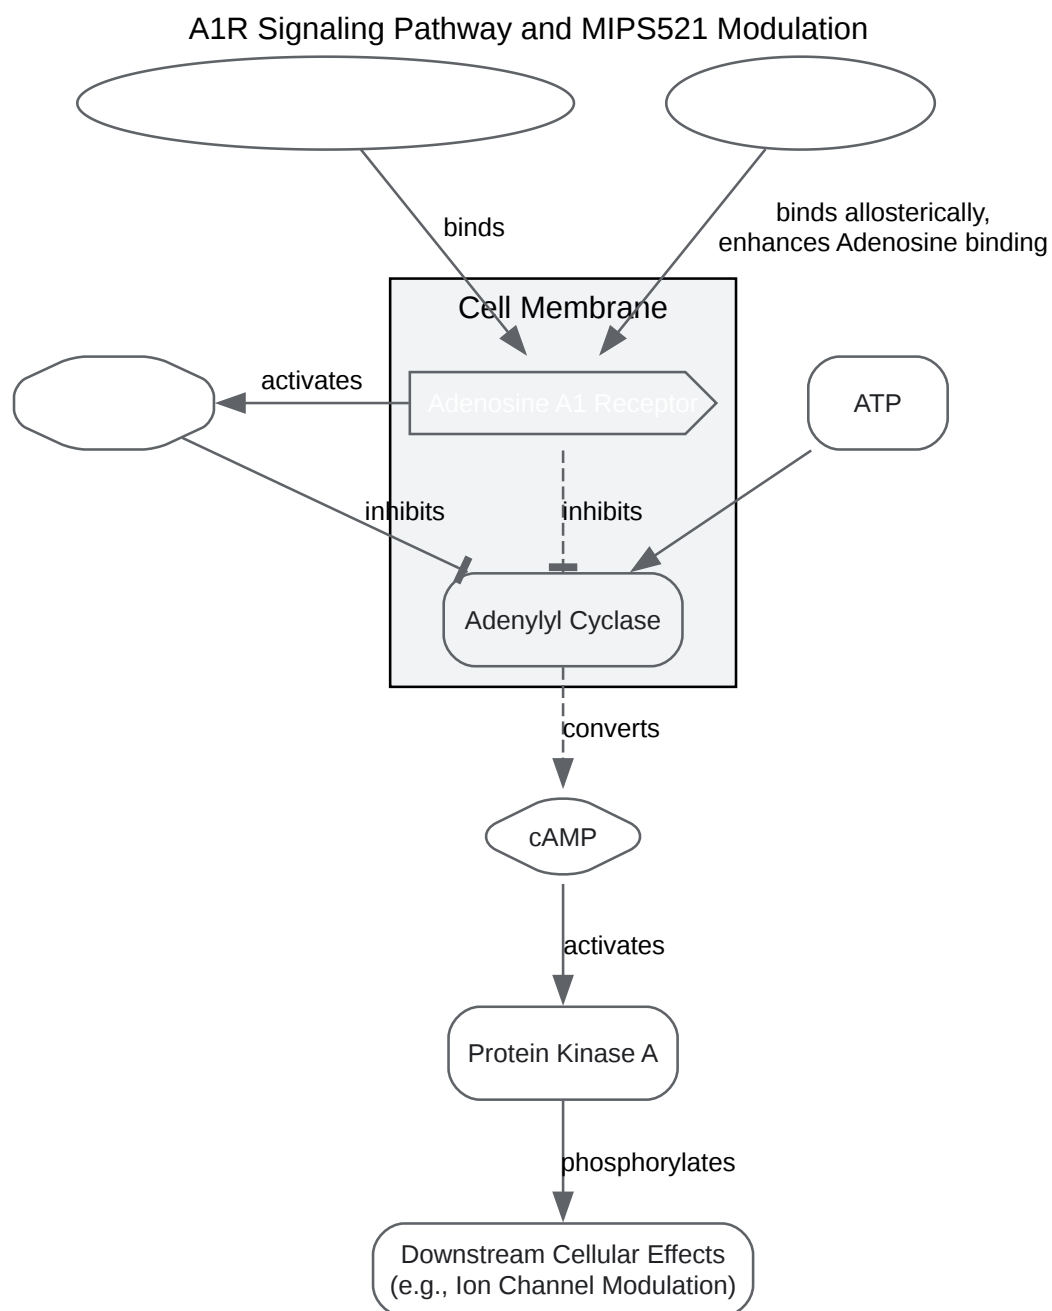 A1R Signaling Pathway and MIPS521 Modulation
binds
binds allosterically,
enhances Adenosine binding
Cell Membrane
activates
Adenosine A1 Receptor
ATP
inhibits
inhibits
Adenylyl Cyclase
converts
cAMP
activates
Protein Kinase A
phosphorylates
Downstream Cellular Effects
(e.g., Ion Channel Modulation)